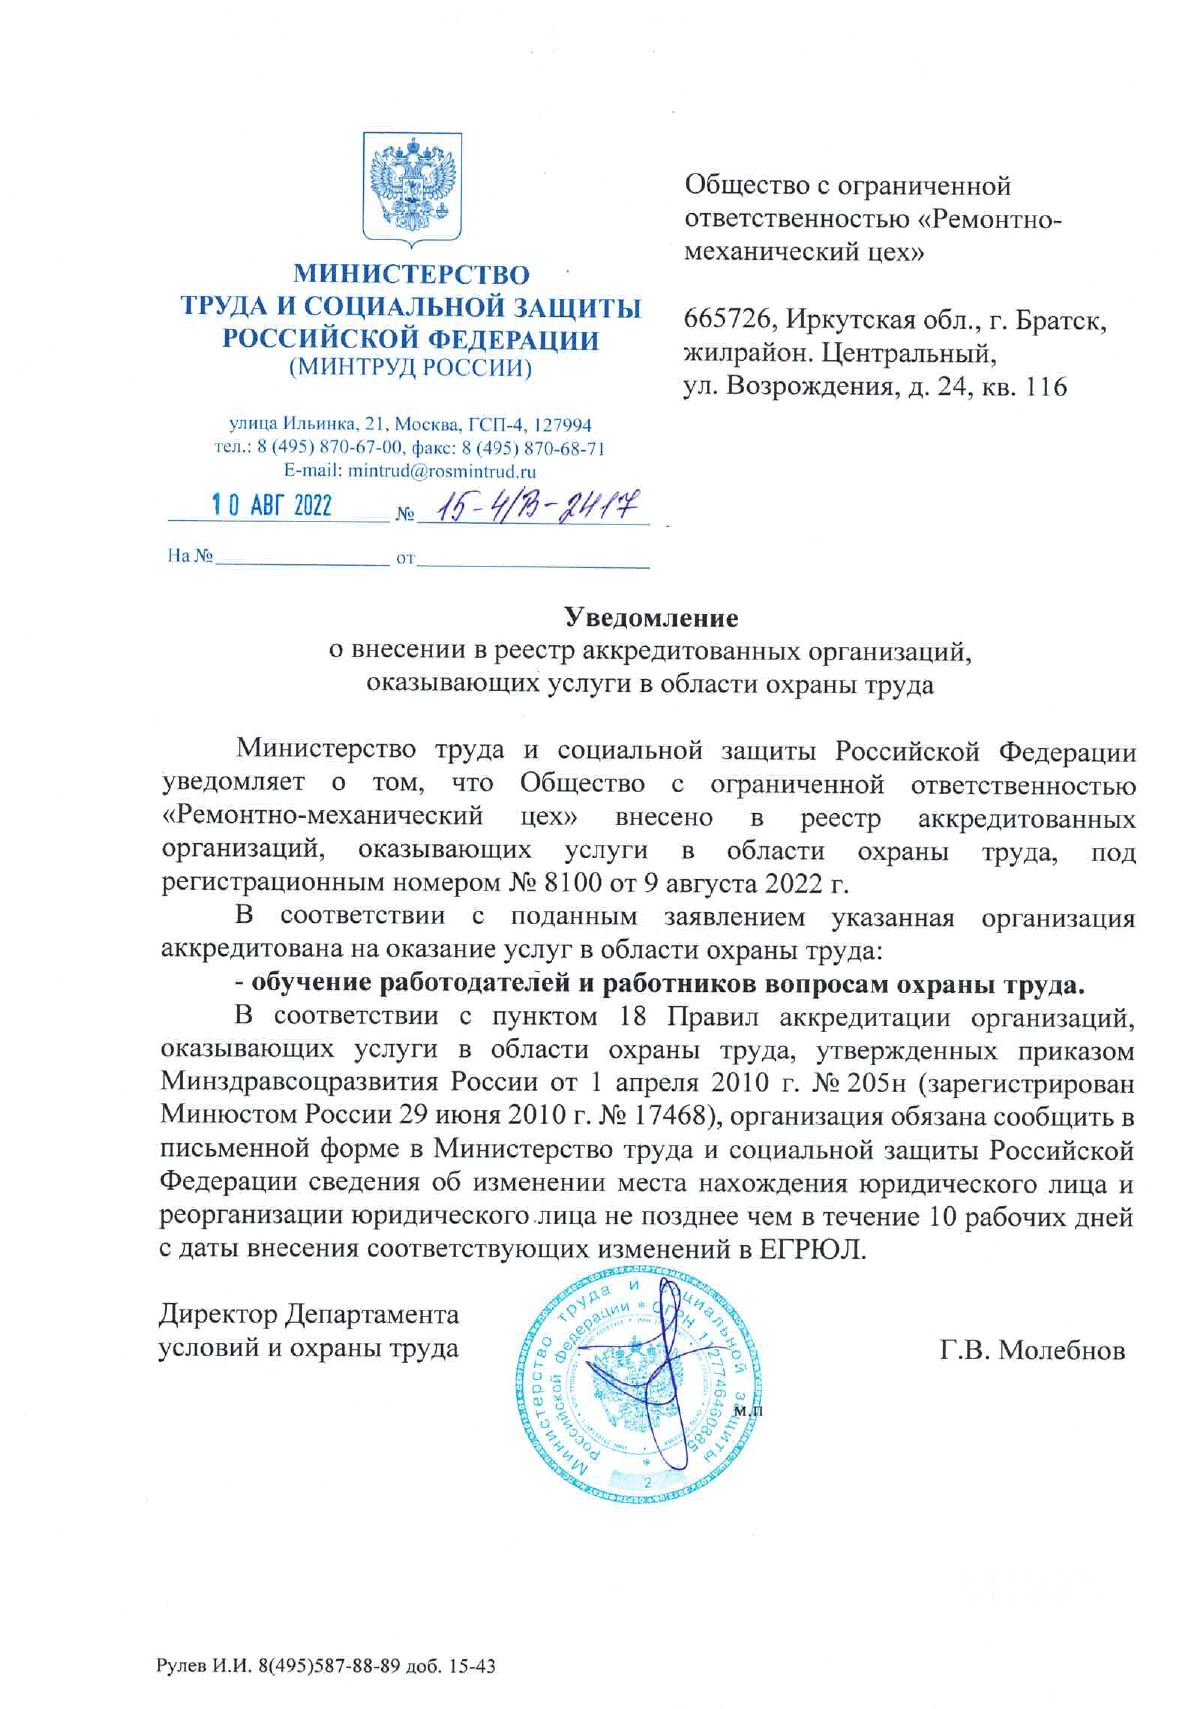 МИНИСТЕРСТВО
ТРУДА И СОЦИАЛЬНОЙ ЗАЩИТЫ
РОССИЙСКОЙ ФЕДЕРАЦИИ
(МИНТРУД РОССИИ)
улица Ильинка, 21, Москва, ГСП-4, 127994
тел.: 8 (495) 870-67-00, факс: 8 (495) 870-68-71
E-mail: mintrud@rosmintrud.ru
10 АВГ 2022 № 15-4/В-2417
На № от
Общество с ограниченной
ответственностью «Ремонтно-
механический цех»
665726, Иркутская обл., г. Братск,
жилрайон. Центральный,
ул. Возрождения, д. 24, кв. 116
Уведомление
о внесении в реестр аккредитованных организаций,
оказывающих услуги в области охраны труда
Министерство труда и социальной защиты Российской Федерации
уведомляет о том, что Общество с ограниченной ответственностью
«Ремонтно-механический цех» внесено в реестр аккредитованных
организаций, оказывающих услуги в области охраны труда, под
регистрационным номером № 8100 от 9 августа 2022 г.
В соответствии с поданным заявлением указанная организация
аккредитована на оказание услуг в области охраны труда:
- обучение работодателей и работников вопросам охраны труда.
В соответствии с пунктом 18 Правил аккредитации организаций,
оказывающих услуги в области охраны труда, утвержденных приказом
Минздравсоцразвития России от 1 апреля 2010 г. № 205н (зарегистрирован
Минюстом России 29 июня 2010 г. № 17468), организация обязана сообщить в
письменной форме в Министерство труда и социальной защиты Российской
Федерации сведения об изменении места нахождения юридического лица и
реорганизации юридического лица не позднее чем в течение 10 рабочих дней
с даты внесения соответствующих изменений в ЕГРЮЛ.
Директор Департамента
условий и охраны труда
Г.В. Молебнов
Министерство труда и социальной защиты
Российской Федерации * ОГРН 1127746460885 *
2
М.П
Рулев И.И. 8(495)587-88-89 доб. 15-43